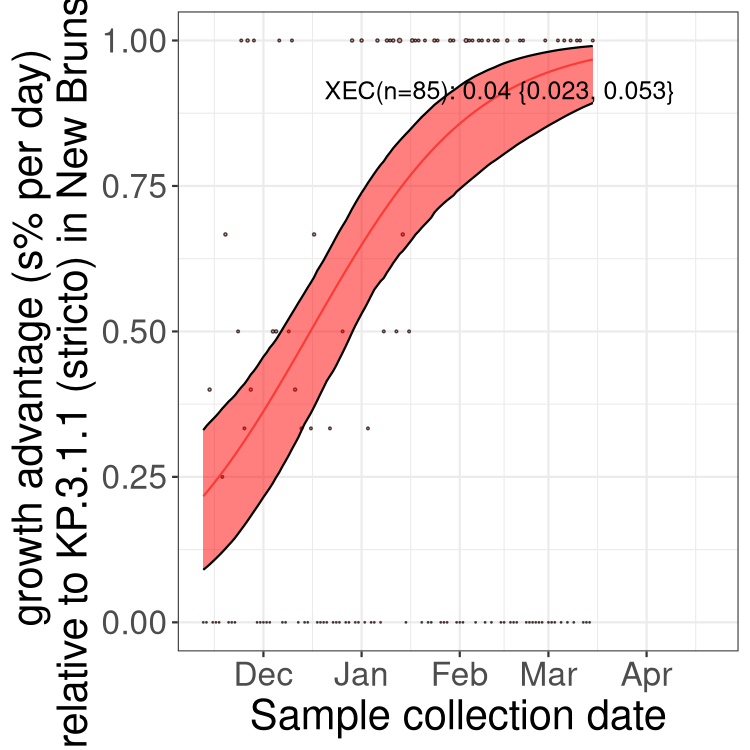 growth advantage (s% per day)
relative to KP.3.1.1 (stricto) in New Bruns
1.00
0.75
0.50
0.25
0.00
XEC(n=85): 0.04 {0.023, 0.053}
Dec Jan Feb Mar Apr
Sample collection date